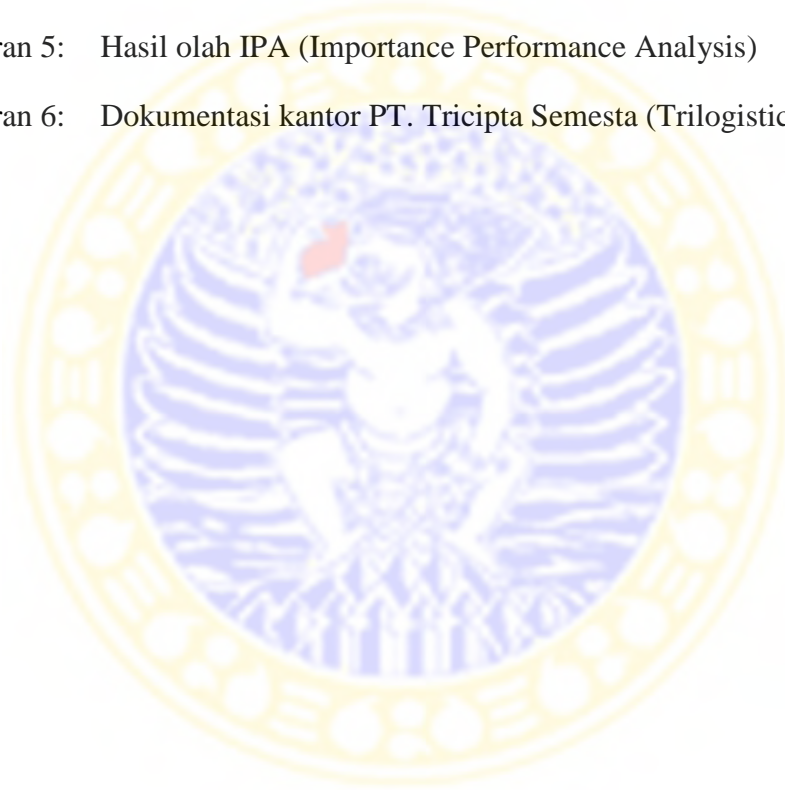 ran 5: Hasil olah IPA (Importance Performance Analysis)
ran 6: Dokumentasi kantor PT. Tricipta Semesta (Trilogistic